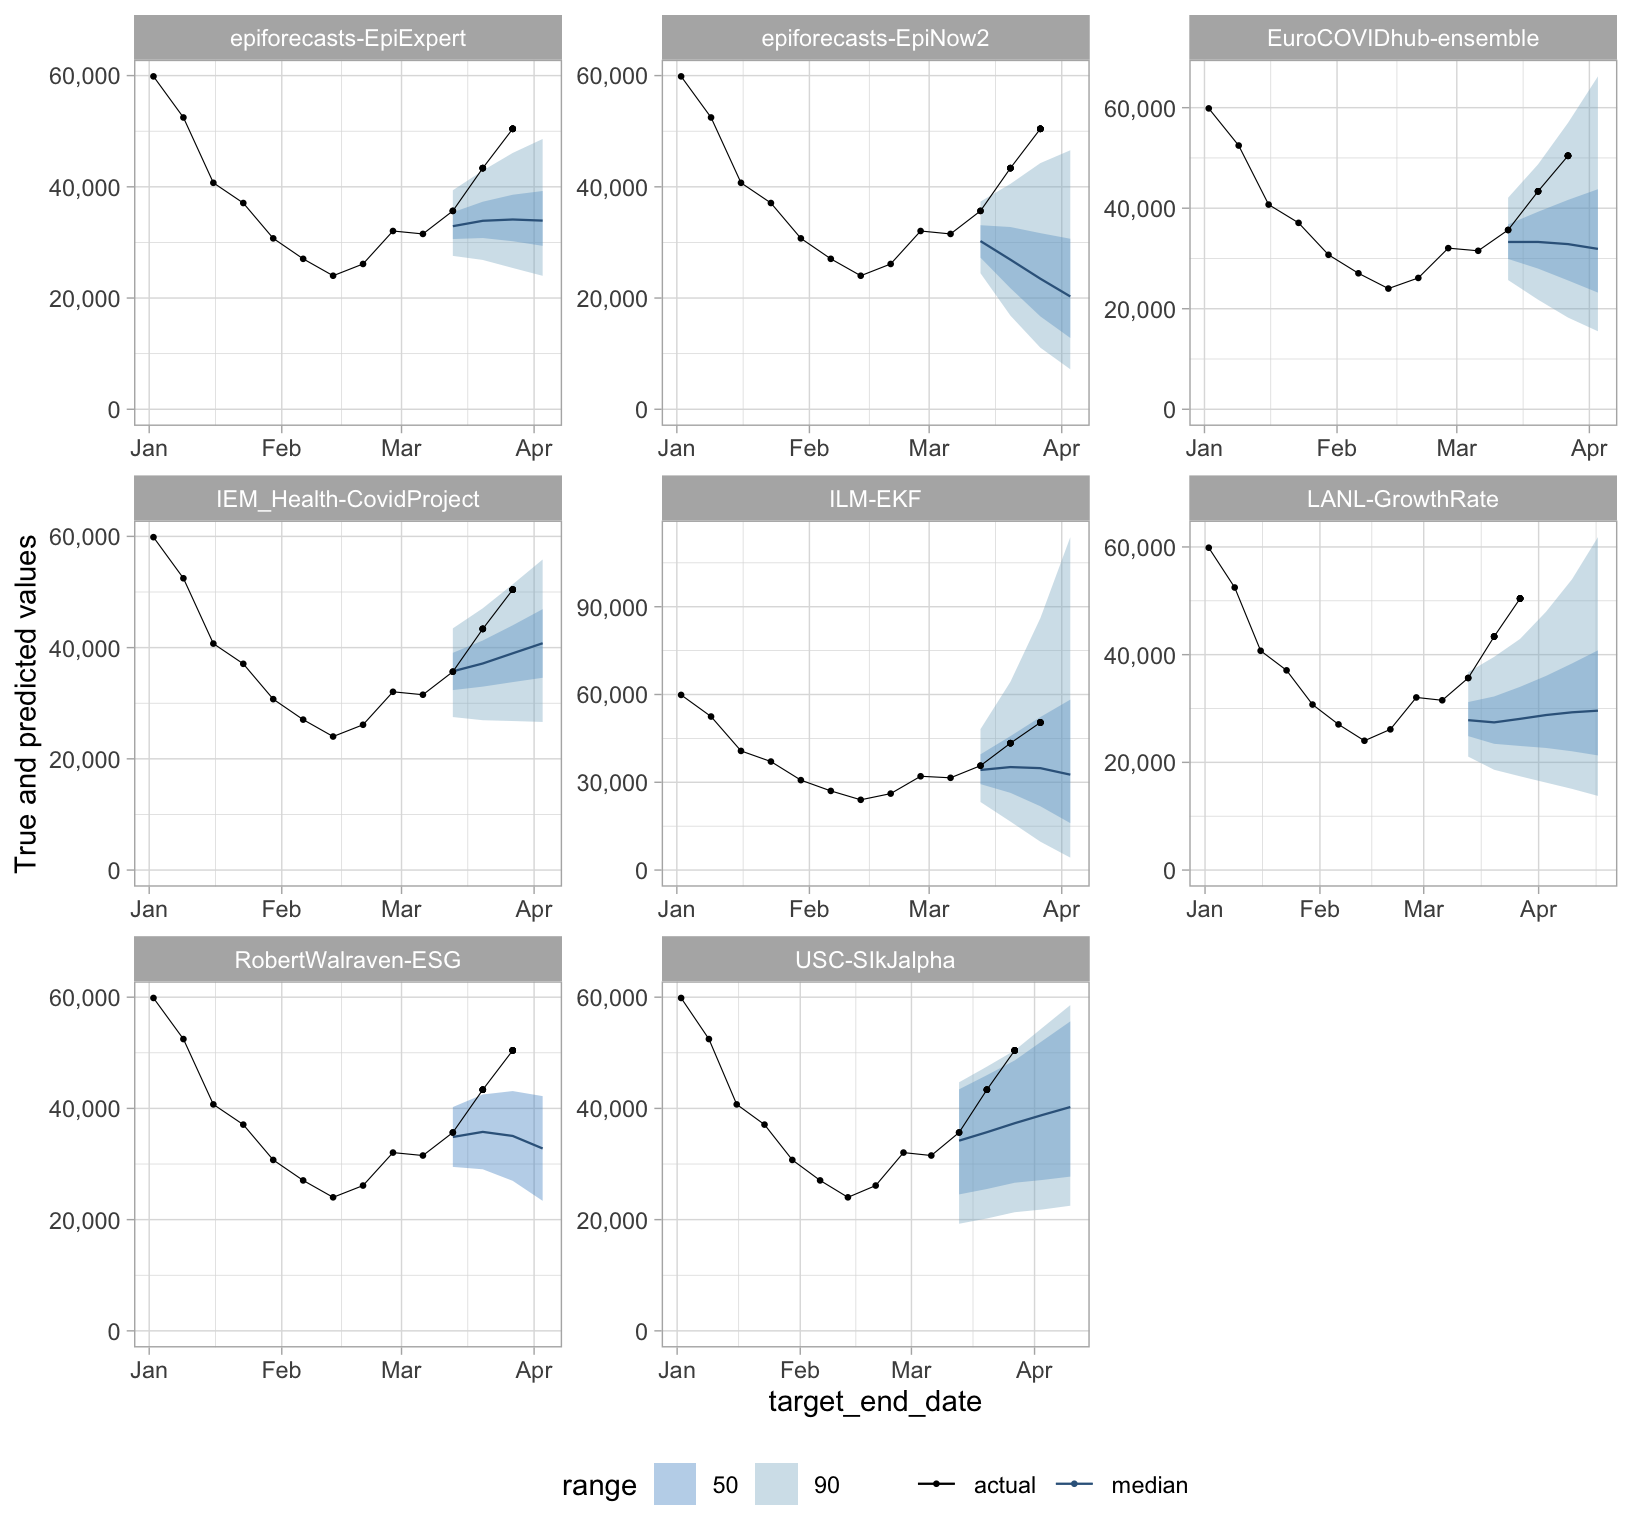 epiforecasts-EpiExpert
epiforecasts-EpiNow2
EuroCOVIDhub-ensemble
60,000
40,000
20,000
0
Jan Feb Mar Apr
60,000
40,000
20,000
0
Jan Feb Mar Apr
60,000
40,000
20,000
0
Jan Feb Mar Apr
True and predicted values
IEM_Health-CovidProject
ILM-EKF
LANL-GrowthRate
60,000
40,000
20,000
0
Jan Feb Mar Apr
90,000
60,000
30,000
0
Jan Feb Mar Apr
60,000
40,000
20,000
0
Jan Feb Mar Apr
RobertWalraven-ESG
USC-SIkJalpha
60,000
40,000
20,000
0
Jan Feb Mar Apr
60,000
40,000
20,000
0
Jan Feb Mar Apr
target_end_date
range 50 90 actual median